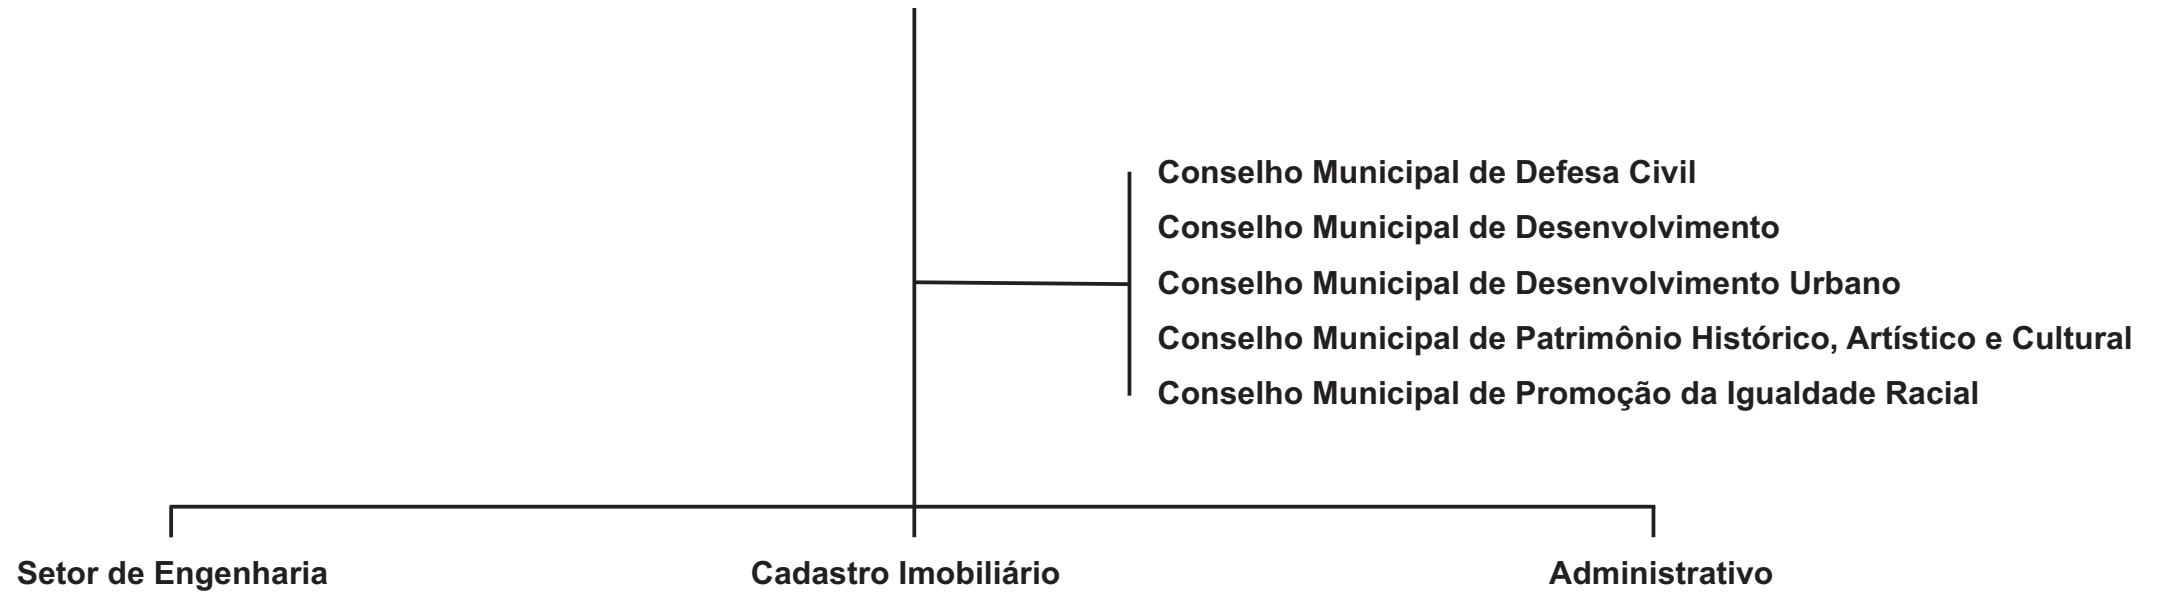 Conselho Municipal de Defesa Civil
Conselho Municipal de Desenvolvimento
Conselho Municipal de Desenvolvimento Urbano
Conselho Municipal de Patrimônio Histórico, Artístico e Cultural
Conselho Municipal de Promoção da Igualdade Racial
Setor de Engenharia
Cadastro Imobiliário
Administrativo